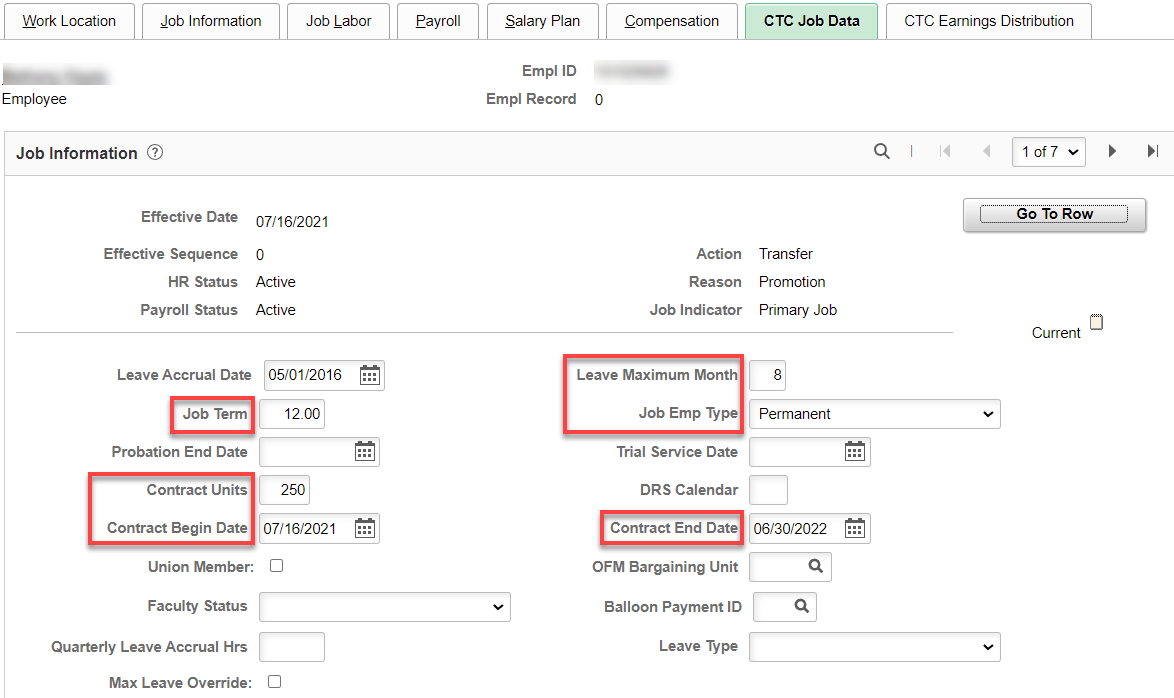 Work Location Job Information Job Labor Payroll Salary Plan Compensation CTC Job Data CTC Earnings Distribution
Empl ID
Employee Empl Record 0
Job Information ? 1 of 7
Effective Date 07/16/2021 Go To Row
Effective Sequence 0 Action Transfer
HR Status Active Reason Promotion
Payroll Status Active Job Indicator Primary Job
Current
Leave Accrual Date 05/01/2016 Leave Maximum Month 8
Job Term 12.00 Job Emp Type Permanent
Probation End Date Trial Service Date
Contract Units 250 DRS Calendar
Contract Begin Date 07/16/2021 Contract End Date 06/30/2022
Union Member: OFM Bargaining Unit
Faculty Status Balloon Payment ID
Quarterly Leave Accrual Hrs Leave Type
Max Leave Override: